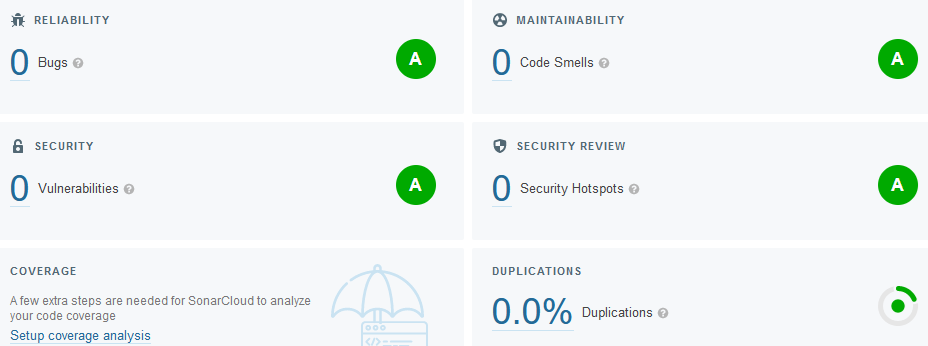 RELIABILITY
0 Bugs ?
A
MAINTAINABILITY
0 Code Smells ?
A
SECURITY
0 Vulnerabilities ?
A
SECURITY REVIEW
0 Security Hotspots ?
A
COVERAGE
A few extra steps are needed for SonarCloud to analyze
your code coverage
Setup coverage analysis
</>
DUPLICATIONS
0.0% Duplications ?